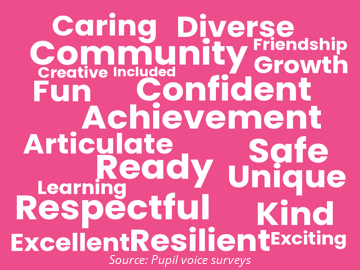 Caring Diverse
Community Friendship
Growth
Creative Included
Fun Confident
Achievement
Articulate Safe
Ready Unique
Learning
Respectful Kind
Excellent Resilient Exciting
Source: Pupil voice surveys